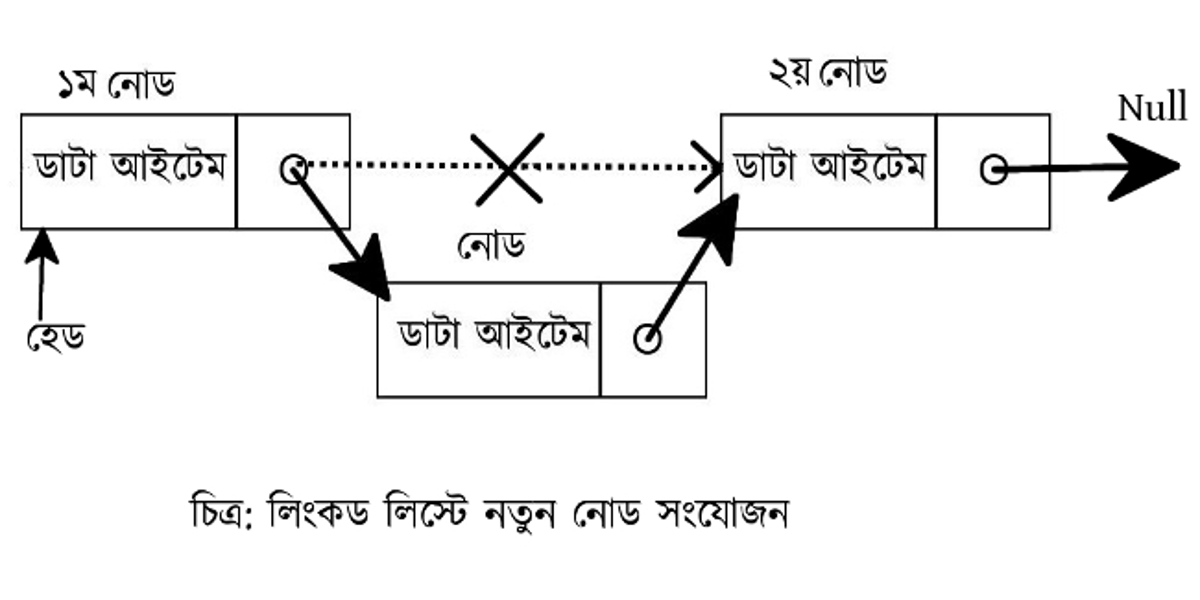 ১ম নোড
২য় নোড
Null
ডাটা আইটেম
ডাটা আইটেম
নোড
হেড
ডাটা আইটেম
চিত্র: লিংকড লিস্টে নতুন নোড সংযোজন